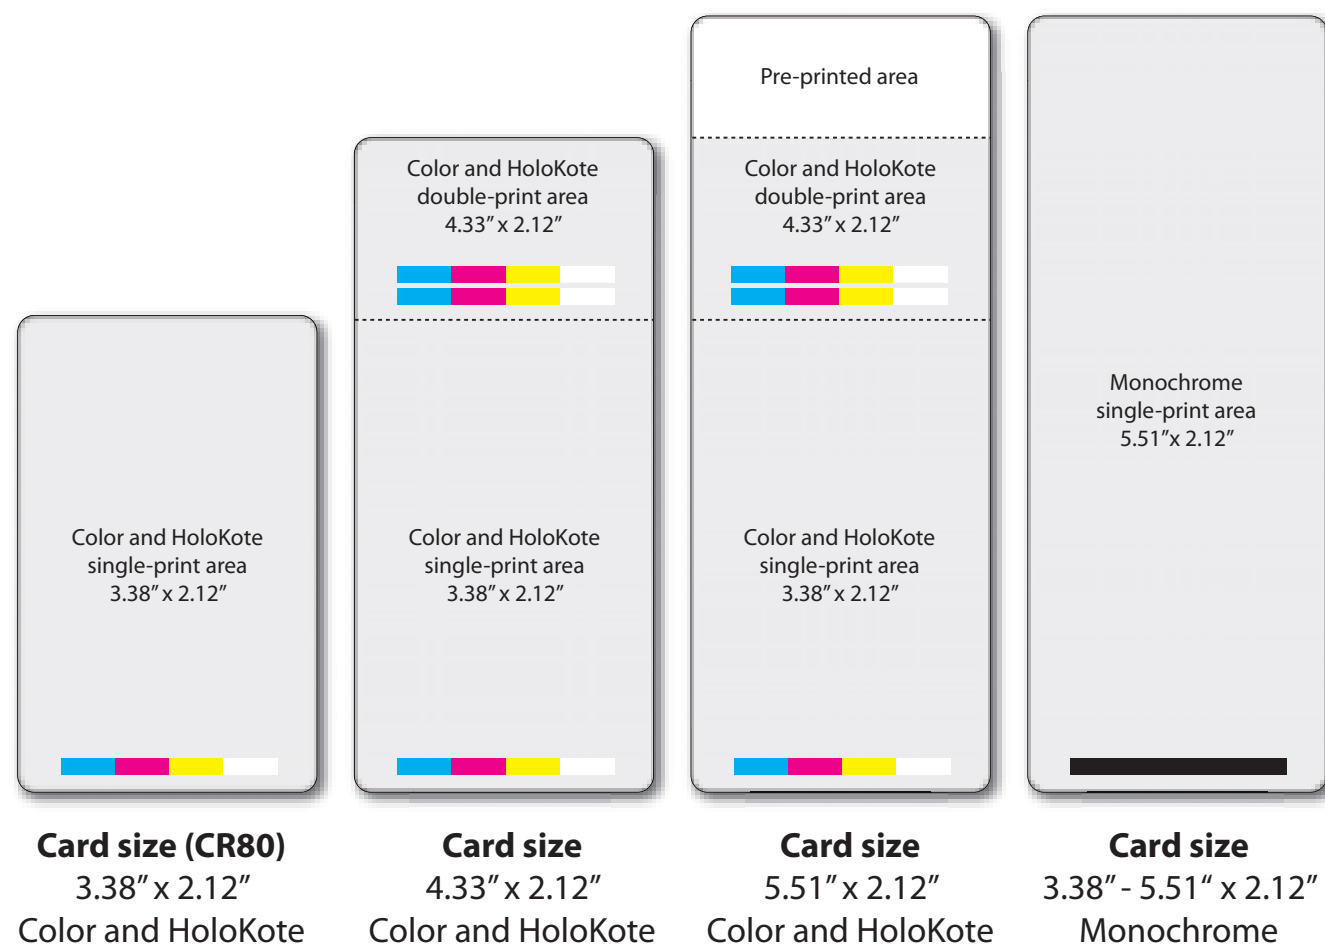 Color and HoloKote
single-print area
3.38” x 2.12”
Card size (CR80)
3.38” x 2.12”
Color and HoloKote
Color and HoloKote
double-print area
4.33” x 2.12”
Color and HoloKote
single-print area
3.38” x 2.12”
Card size
4.33” x 2.12”
Color and HoloKote
Pre-printed area
Color and HoloKote
double-print area
4.33” x 2.12”
Color and HoloKote
single-print area
3.38” x 2.12”
Card size
5.51” x 2.12”
Color and HoloKote
Monochrome
single-print area
5.51”x 2.12”
Card size
3.38” - 5.51“ x 2.12”
Monochrome